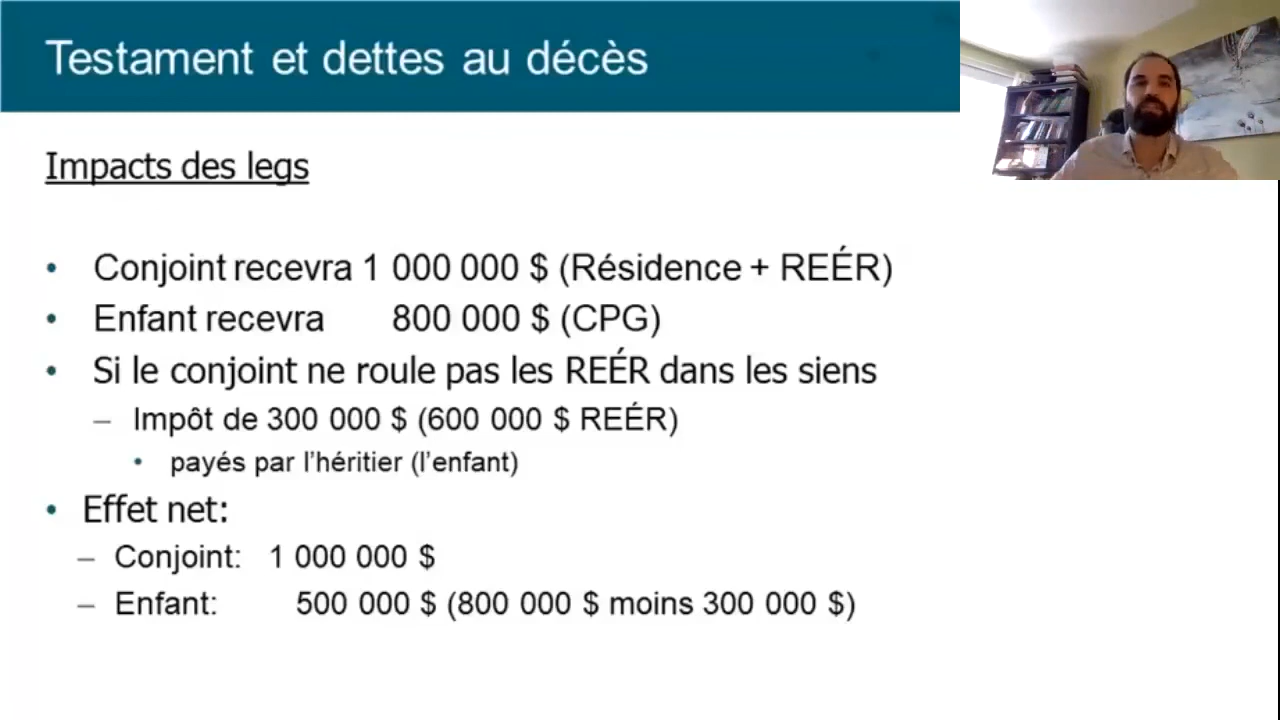 Testament et dettes au décès
Impacts des legs
• Conjoint recevra 1 000 000 $ (Résidence + REÉR)
• Enfant recevra 800 000 $ (CPG)
• Si le conjoint ne roule pas les REÉR dans les siens
– Impôt de 300 000 $ (600 000 $ REÉR)
• payés par l'héritier (l'enfant)
• Effet net:
– Conjoint: 1 000 000 $
– Enfant: 500 000 $ (800 000 $ moins 300 000 $)